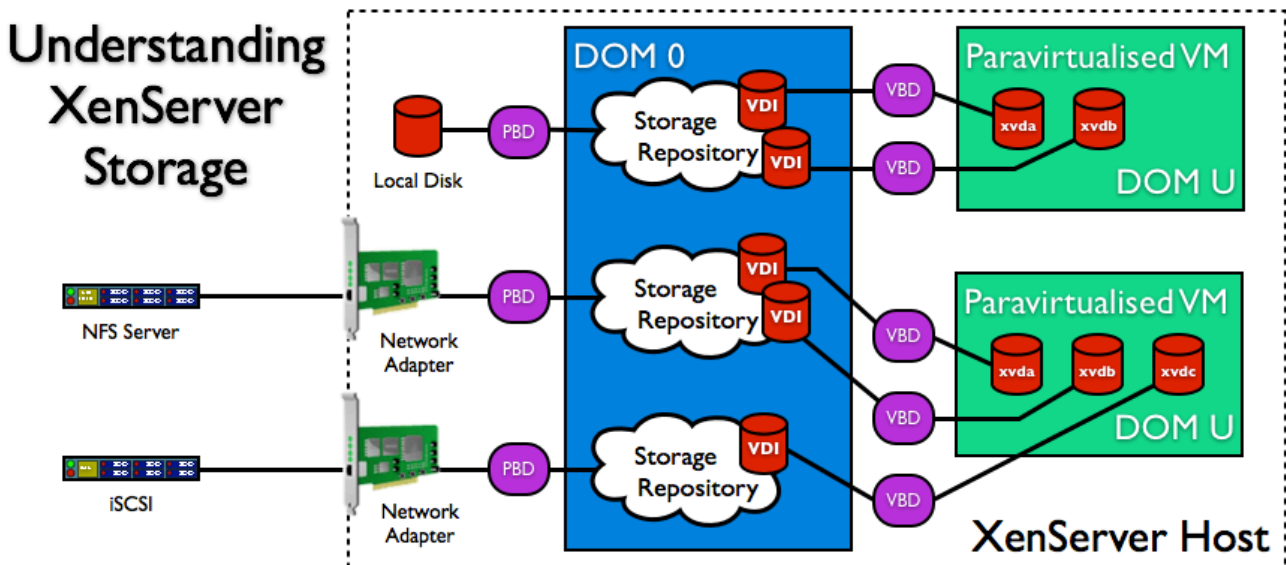 Understanding
XenServer
Storage
DOM 0
Paravirtualised VM
VDI
VBD
Storage
Repository
PBD
xvda
xvdb
Local Disk
VDI
VBD
DOM U
VDI
Storage
Repository
PBD
NFS Server
Network
Adapter
VDI
VBD
Paravirtualised VM
xvda
xvdb
xvdc
VBD
DOM U
VDI
Storage
Repository
PBD
iSCSI
Network
Adapter
VBD
XenServer Host